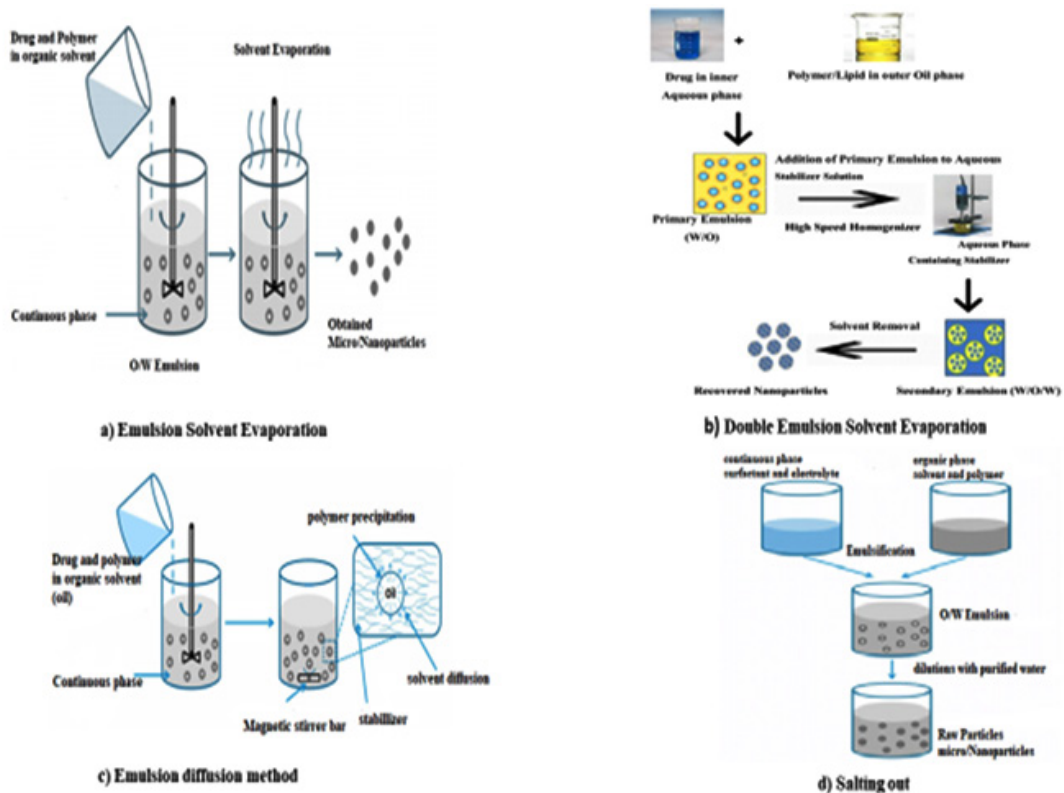 Drug and Polymer
in organic solvent
Solvent Evaporation
Continuous phase
O/W Emulsion
Obtained
Micro/Nanoparticles
a) Emulsion Solvent Evaporation
+
Drug in inner
Aqueous phase
Polymer/Lipid in outer Oil phase
Addition of Primary Emulsion to Aqueous
Stabilizer Solution
Primary Emulsion
(W/O)
High Speed Homogenizer
Aqueous Phase
Containing Stabilizer
Solvent Removal
Recovered Nanoparticles
Secondary Emulsion (W/O/W)
b) Double Emulsion Solvent Evaporation
Drug and polymer
in organic solvent
(oil)
polymer precipitation
oil
Continuous phase
solvent diffusion
stabillizer
Magnetic stirrer bar
c) Emulsion diffusion method
continuous phase
surfactant and electrolyte
organic phase
solvent and polymer
Emulsification
O/W Emulsion
dilutions with purified water
Raw Particles
micro/Nanoparticles
d) Salting out